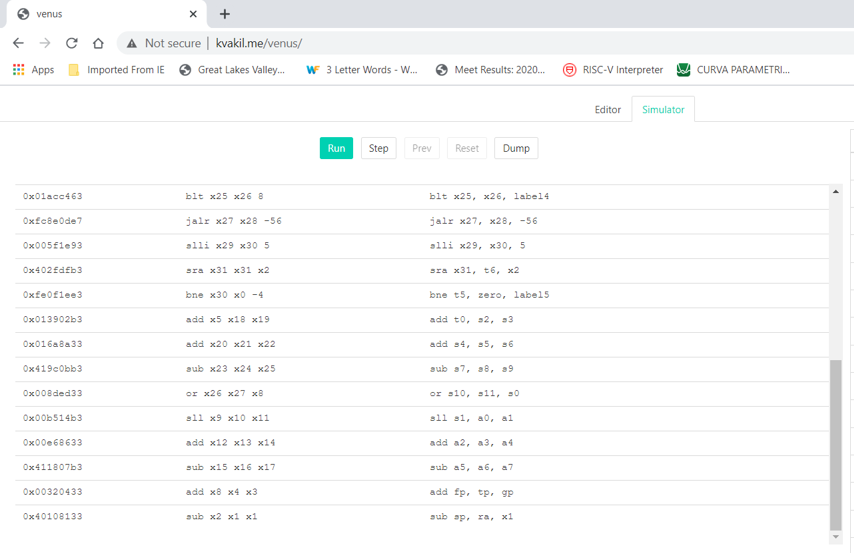 venus
Not secure | kvakil.me/venus/
Apps Imported From IE Great Lakes Valley... 3 Letter Words - W... Meet Results: 2020... RISC-V Interpreter CURVA PARAMETRI...
Editor Simulator
Run Step Prev Reset Dump
0x01acc463 blt x25 x26 8 blt x25, x26, label4
0xfc8e0de7 jalr x27 x28 -56 jalr x27, x28, -56
0x005f1e93 slli x29 x30 5 slli x29, x30, 5
0x402fdfb3 sra x31 x31 x2 sra x31, t6, x2
0xfe0f1ee3 bne x30 x0 -4 bne t5, zero, label5
0x013902b3 add x5 x18 x19 add t0, s2, s3
0x016a8a33 add x20 x21 x22 add s4, s5, s6
0x419c0bb3 sub x23 x24 x25 sub s7, s8, s9
0x008ded33 or x26 x27 x8 or s10, s11, s0
0x00b514b3 sll x9 x10 x11 sll s1, a0, a1
0x00e68633 add x12 x13 x14 add a2, a3, a4
0x411807b3 sub x15 x16 x17 sub a5, a6, a7
0x00320433 add x8 x4 x3 add fp, tp, gp
0x40108133 sub x2 x1 x1 sub sp, ra, x1